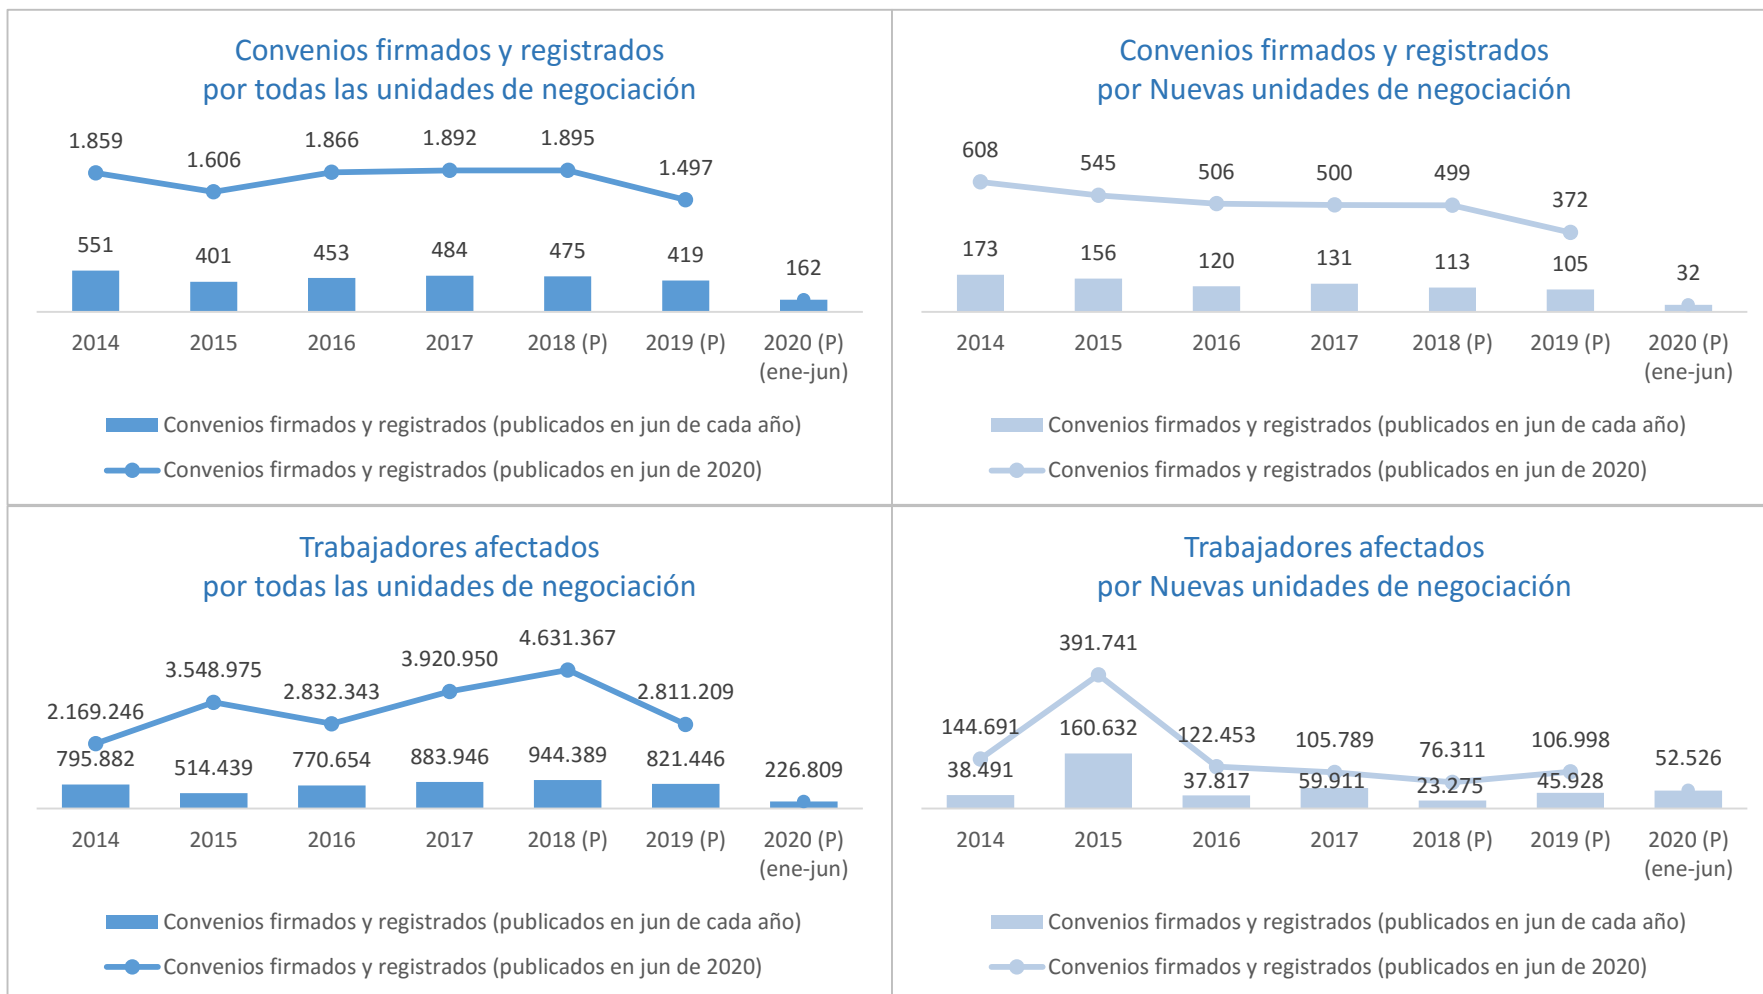 Convenios firmados y registrados
por todas las unidades de negociación
1.859
1.606
1.866
1.892
1.895
1.497
551
401
453
484
475
419
162
2014
2015
2016
2017
2018 (P)
2019 (P)
2020 (P)
(ene-jun)
Convenios firmados y registrados (publicados en jun de cada año)
Convenios firmados y registrados (publicados en jun de 2020)
Convenios firmados y registrados
por Nuevas unidades de negociación
608
545
506
500
499
372
173
156
120
131
113
105
32
2014
2015
2016
2017
2018 (P)
2019 (P)
2020 (P)
(ene-jun)
Convenios firmados y registrados (publicados en jun de cada año)
Convenios firmados y registrados (publicados en jun de 2020)
Trabajadores afectados
por todas las unidades de negociación
2.169.246
3.548.975
2.832.343
3.920.950
4.631.367
2.811.209
795.882
514.439
770.654
883.946
944.389
821.446
226.809
2014
2015
2016
2017
2018 (P)
2019 (P)
2020 (P)
(ene-jun)
Convenios firmados y registrados (publicados en jun de cada año)
Convenios firmados y registrados (publicados en jun de 2020)
Trabajadores afectados
por Nuevas unidades de negociación
144.691
391.741
122.453
105.789
76.311
106.998
38.491
160.632
37.817
59.911
23.275
45.928
52.526
2014
2015
2016
2017
2018 (P)
2019 (P)
2020 (P)
(ene-jun)
Convenios firmados y registrados (publicados en jun de cada año)
Convenios firmados y registrados (publicados en jun de 2020)